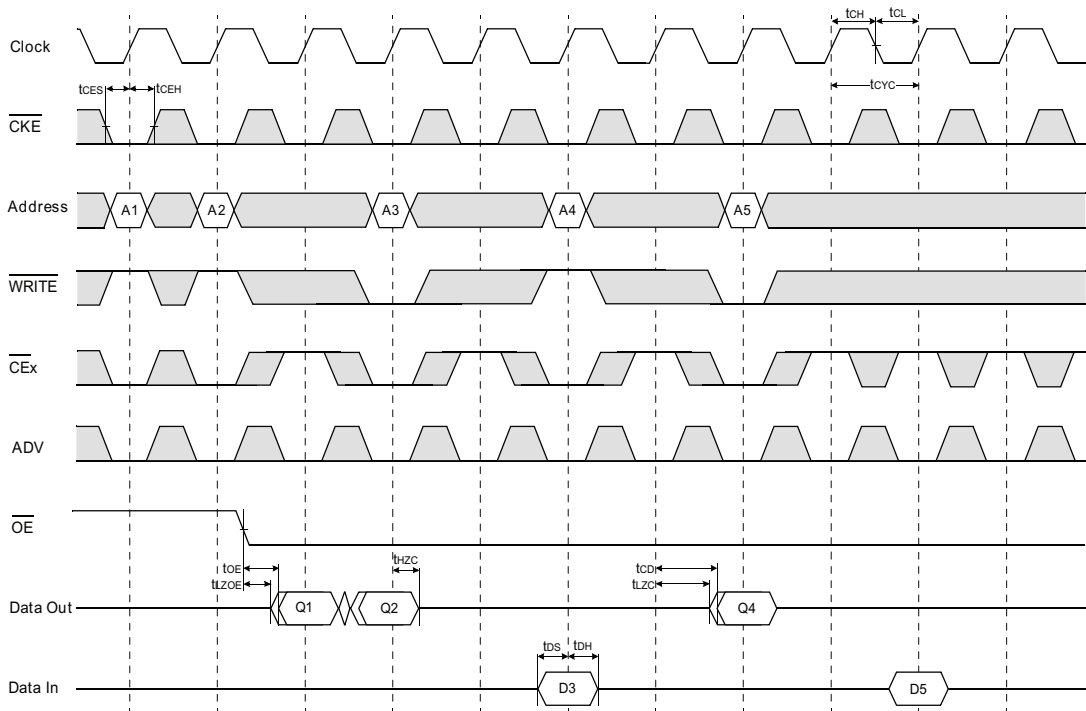 Clock
tCH tCL
tCYC
tCES tCEH
CKE
Address
A1 A2 A3 A4 A5
WRITE
CEx
ADV
OE
tOE
tLZOE
tHZC
tCD
tLZC
Data Out
Q1 Q2 Q4
tDS tDH
Data In
D3 D5